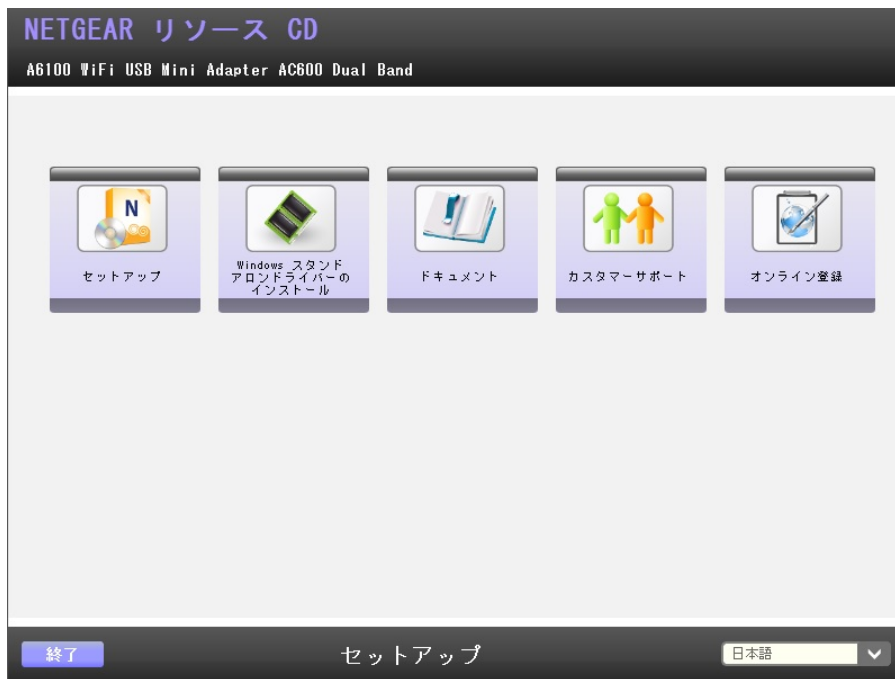 NETGEAR リソース CD
A6100 WiFi USB Mini Adapter AC600 Dual Band
N
セットアップ
Windows スタンド
アロンドライバーの
インストール
ドキュメント
カスタマーサポート
オンライン登録
終了
セットアップ
日本語